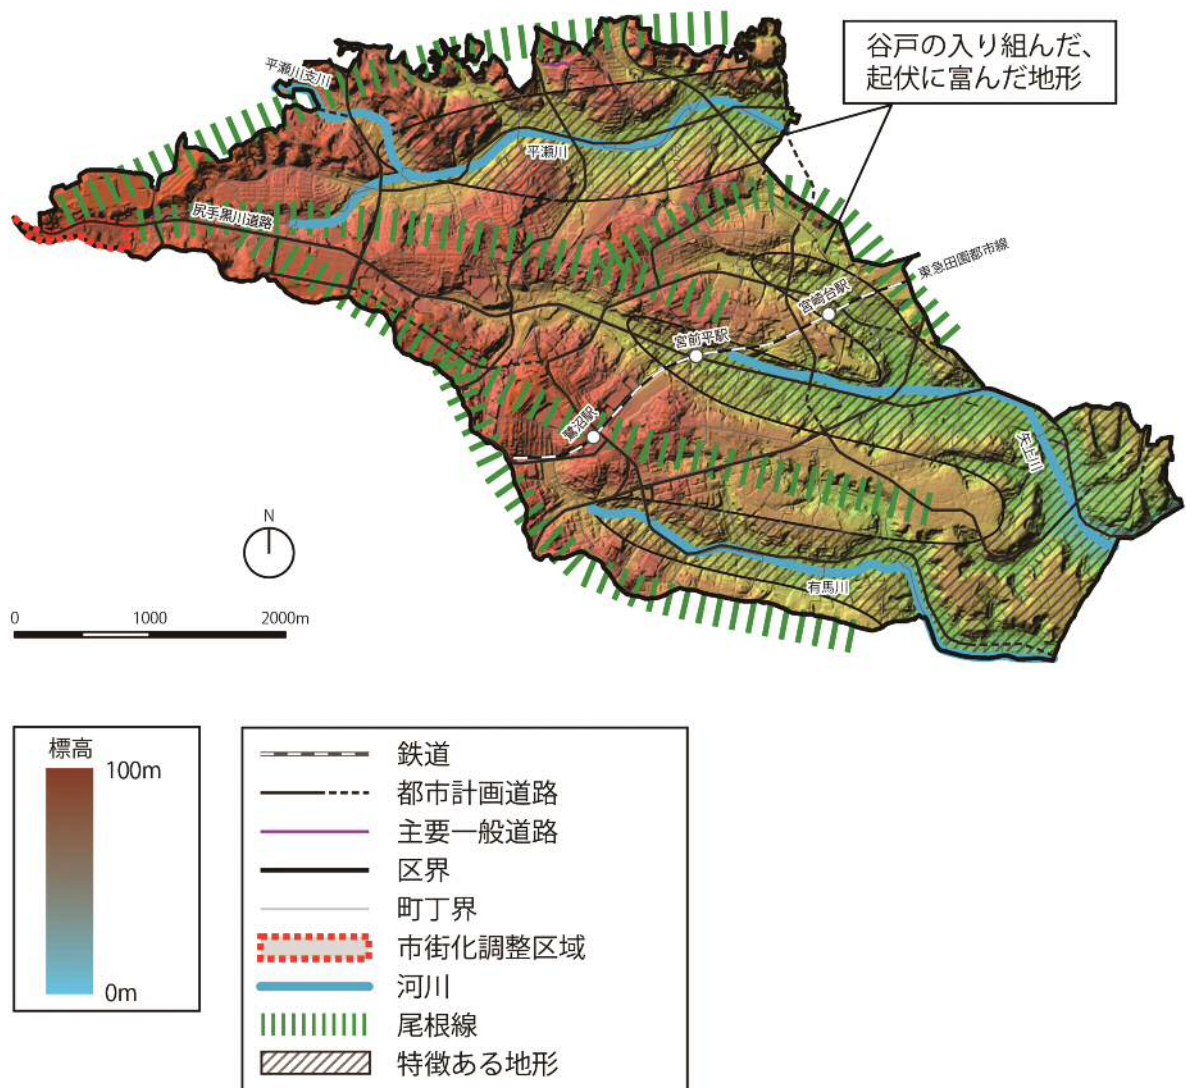 谷戸の入り組んだ、
起伏に富んだ地形
平瀬川支川
平瀬川
尻手黒川道路
東急田園都市線
宮崎台駅
宮前平駅
鷺沼駅
矢上川
有馬川
N
0 1000 2000m
標高
100m
0m
鉄道
都市計画道路
主要一般道路
区界
町丁界
市街化調整区域
河川
尾根線
特徴ある地形